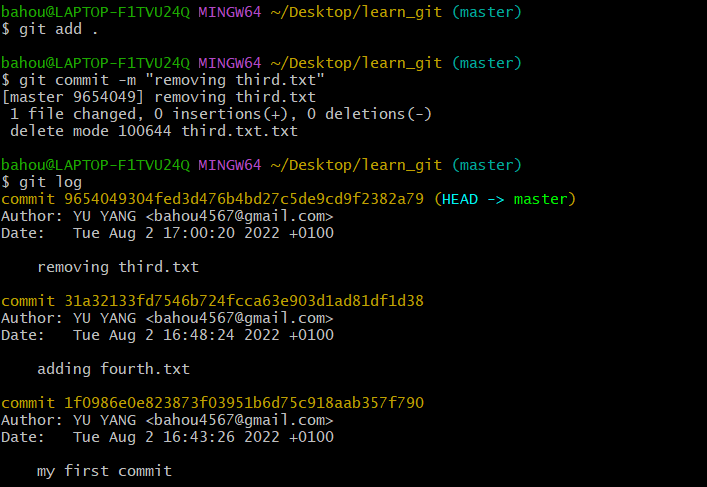 bahou@LAPTOP-F1TVU24Q MINGW64 ~/Desktop/learn_git (master)
$ git add .
bahou@LAPTOP-F1TVU24Q MINGW64 ~/Desktop/learn_git (master)
$ git commit -m "removing third.txt"
[master 9654049] removing third.txt
1 file changed, 0 insertions(+), 0 deletions(-)
delete mode 100644 third.txt.txt
bahou@LAPTOP-F1TVU24Q MINGW64 ~/Desktop/learn_git (master)
$ git log
commit 9654049304fed3d476b4bd27c5de9cd9f2382a79 (HEAD -> master)
Author: YU YANG <bahou4567@gmail.com>
Date:   Tue Aug 2 17:00:20 2022 +0100
removing third.txt
commit 31a32133fd7546b724fcca63e903d1ad81df1d38
Author: YU YANG <bahou4567@gmail.com>
Date:   Tue Aug 2 16:48:24 2022 +0100
adding fourth.txt
commit 1f0986e0e823873f03951b6d75c918aab357f790
Author: YU YANG <bahou4567@gmail.com>
Date:   Tue Aug 2 16:43:26 2022 +0100
my first commit